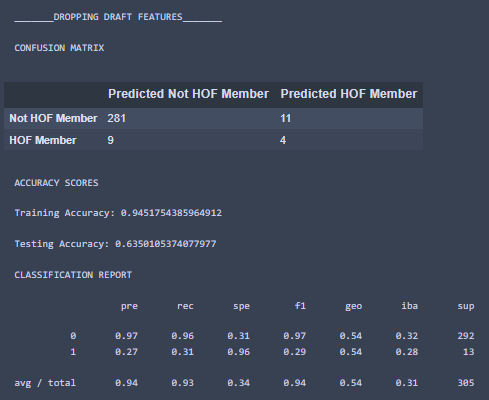 _______DROPPING DRAFT FEATURES_______
CONFUSION MATRIX
Predicted Not HOF Member Predicted HOF Member
Not HOF Member 281 11
HOF Member 9 4
ACCURACY SCORES
Training Accuracy: 0.9451754385964912
Testing Accuracy: 0.6350105374077977
CLASSIFICATION REPORT
pre rec spe f1 geo iba sup
0 0.97 0.96 0.31 0.97 0.54 0.32 292
1 0.27 0.31 0.96 0.29 0.54 0.28 13
avg / total 0.94 0.93 0.34 0.94 0.54 0.31 305